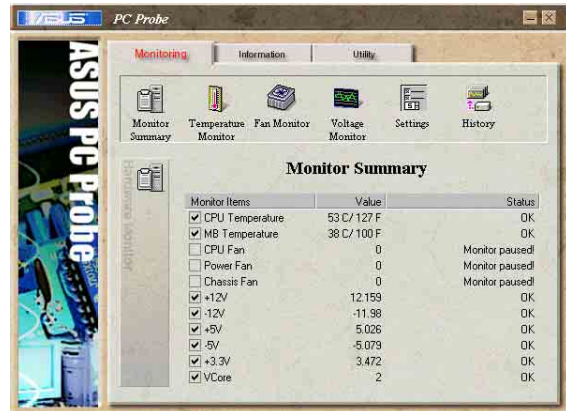 ASUS PC Probe
Monitoring Information Utility
Monitor Summary
Temperature Monitor
Fan Monitor
Voltage Monitor
Settings
History
ASUS PC Probe
Hardware Monitor
Monitor Summary
Monitor Items Value Status
CPU Temperature 53 C/ 127 F OK
MB Temperature 38 C/ 100 F OK
CPU Fan 0 Monitor paused!
Power Fan 0 Monitor paused!
Chassis Fan 0 Monitor paused!
+12V 12.159 OK
-12V -11.98 OK
+5V 5.026 OK
-5V -5.079 OK
+3.3V 3.472 OK
VCore 2 OK